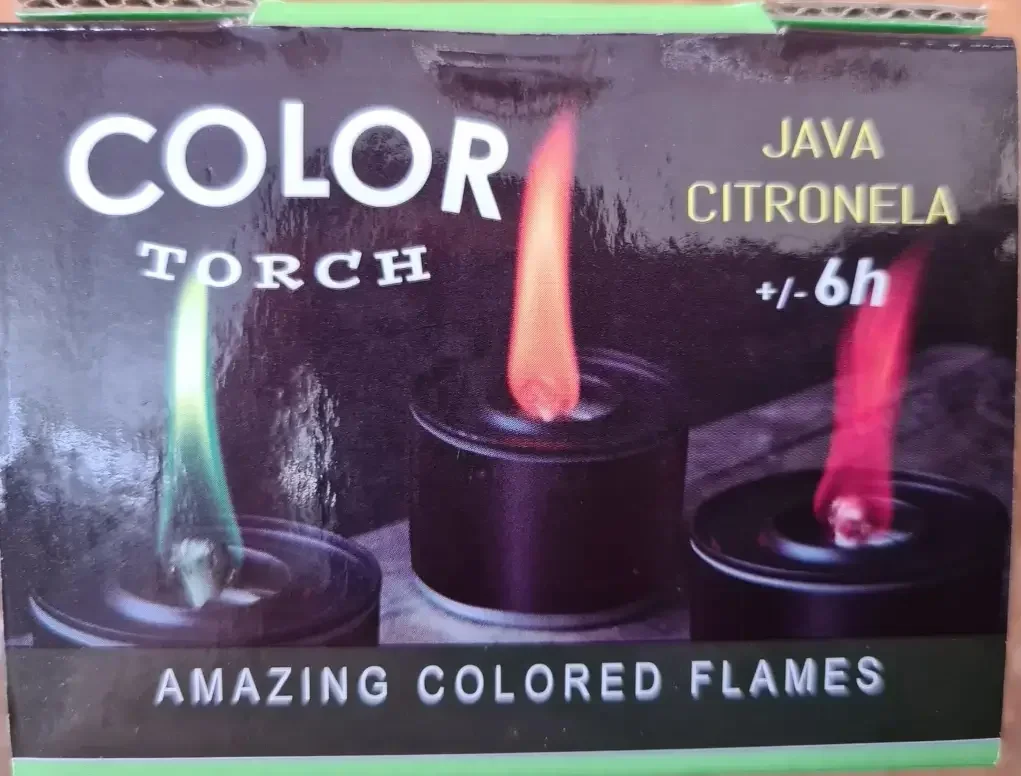 COLOR
TORCH
JAVA
CITRONELA
+/- 6h
AMAZING COLORED FLAMES